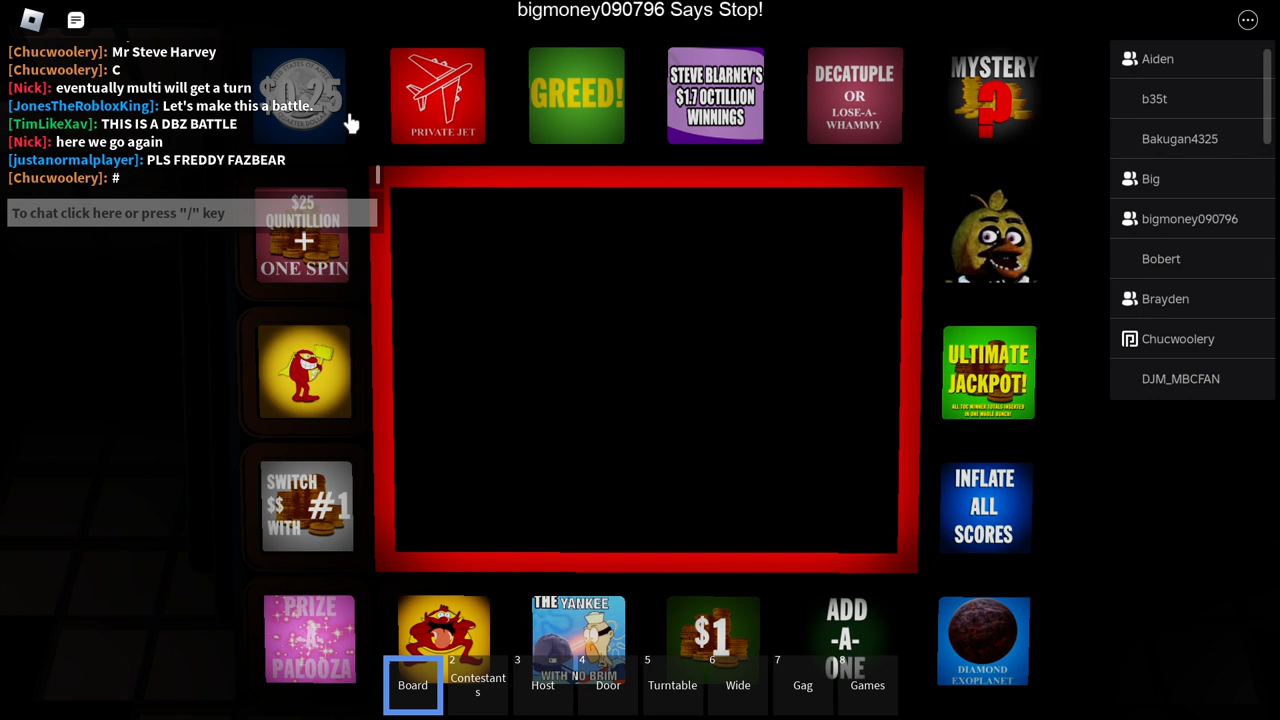 bigmoney090796 Says Stop!
[Chucwoolery]: Mr Steve Harvey
[Chucwoolery]: C
[Nick]: eventually multi will get a turn
[JonesTheRobloxKing]: Let's make this a battle.
[TimLikeXav]: THIS IS A DBZ BATTLE
[Nick]: here we go again
[justanormalplayer]: PLS FREDDY FAZBEAR
[Chucwoolery]: #
To chat click here or press "/" key
$0.25
PRIVATE JET
GREED!
STEVE BLARNEY'S
$1.7 OCTILLION
WINNINGS
DECATUPLE
OR
LOSE-A-
WHAMMY
MYSTERY
?
$25
QUINTILLION
+
ONE SPIN
ULTIMATE
JACKPOT!
SWITCH
$$ #1
WITH
INFLATE
ALL
SCORES
PRIZE
-A-
PALOOZA
THE YANKEE
WITH NO BRIM
$1
ADD
-A-
ONE
DIAMOND
EXOPLANET
Aiden
b35t
Bakugan4325
Big
bigmoney090796
Bobert
Brayden
Chucwoolery
DJM_MBCFAN
Board
2
Contestant
s
3
Host
4
Door
5
Turntable
6
Wide
7
Gag
8
Games